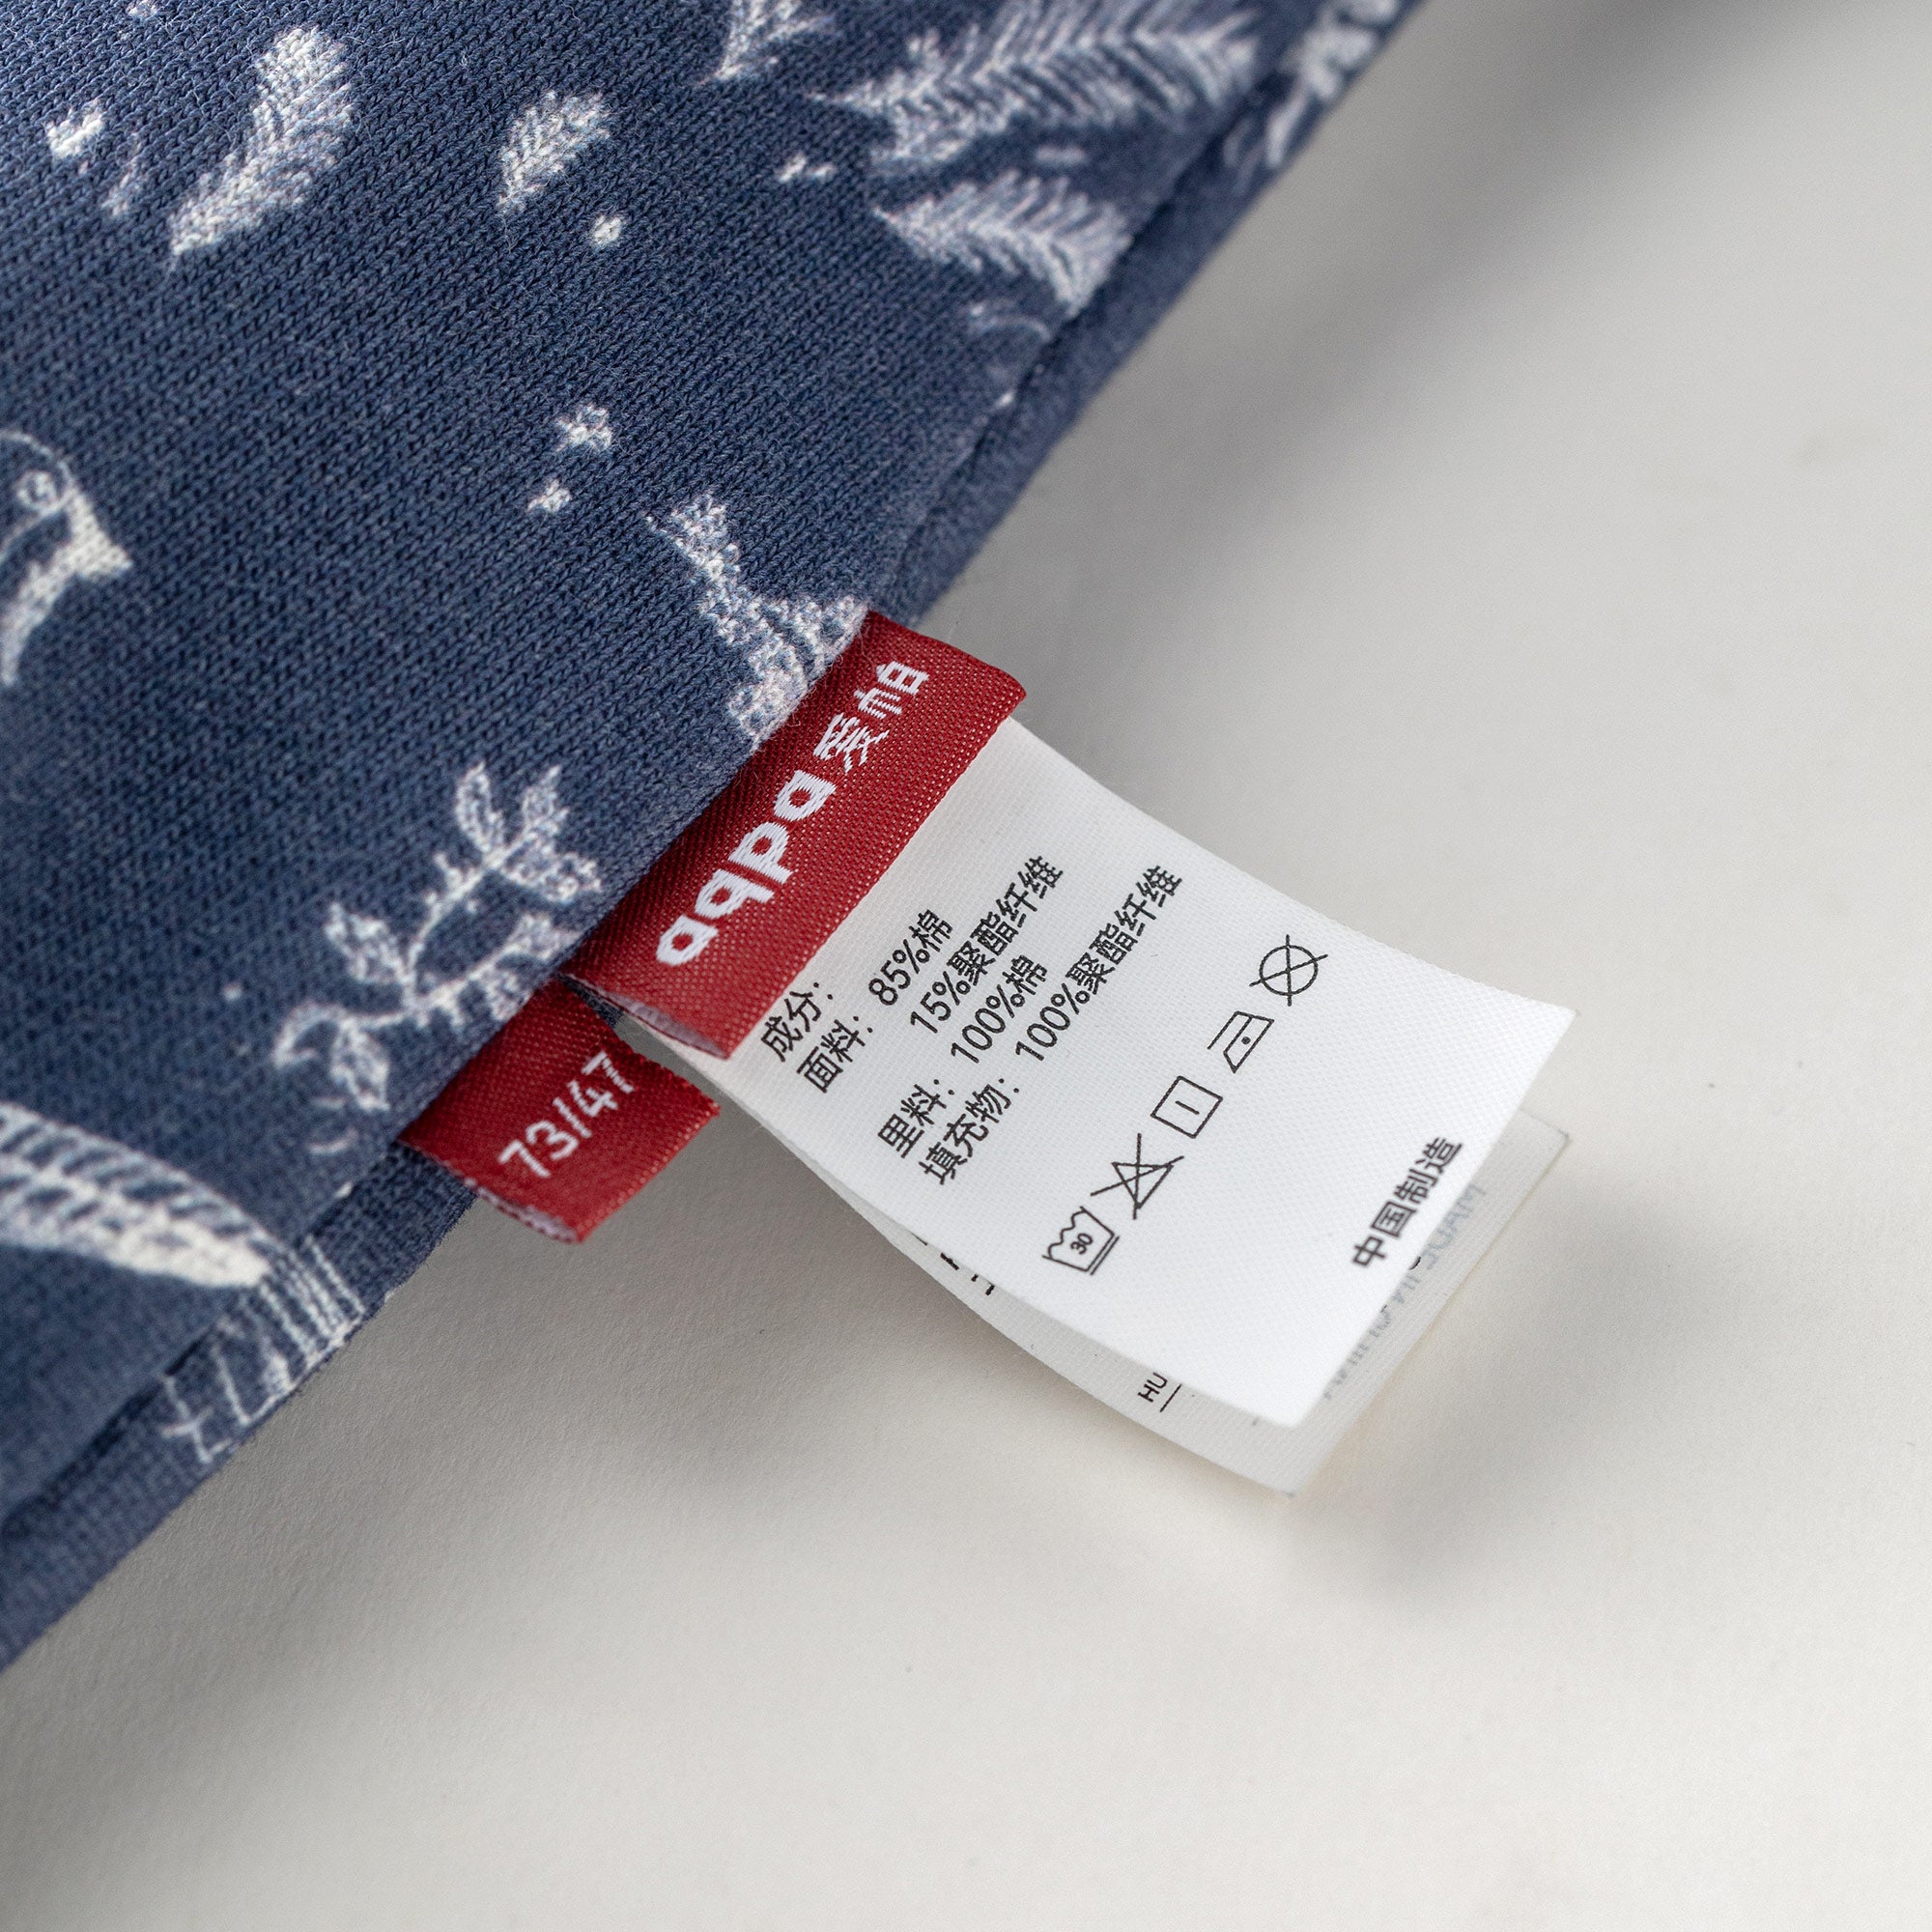 aqpa 爱帕
73/47
成分:
面料: 85%棉
15%聚酯纤维
里料: 100%棉
填充物: 100%聚酯纤维
30
中国制造
HU